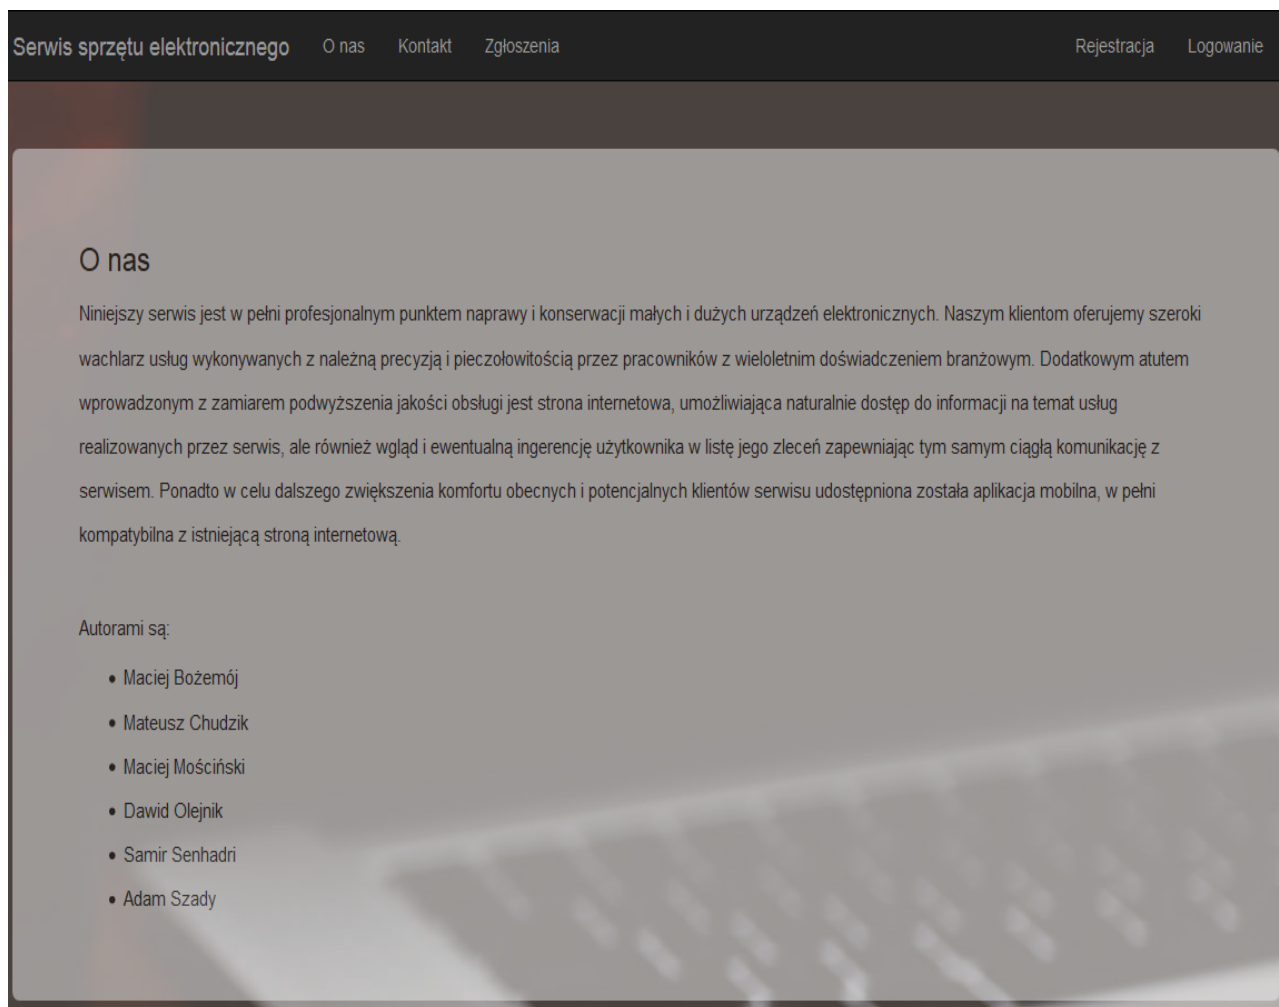 Serwis sprzętu elektronicznego O nas Kontakt Zgłoszenia Rejestracja Logowanie
O nas
Niniejszy serwis jest w pełni profesjonalnym punktem naprawy i konserwacji małych i dużych urządzeń elektronicznych. Naszym klientom oferujemy szeroki
wachlarz usług wykonywanych z należną precyzją i pieczołowitością przez pracowników z wieloletnim doświadczeniem branżowym. Dodatkowym atutem
wprowadzonym z zamiarem podwyższenia jakości obsługi jest strona internetowa, umożliwiająca naturalnie dostęp do informacji na temat usług
realizowanych przez serwis, ale również wgląd i ewentualną ingerencję użytkownika w listę jego zleceń zapewniając tym samym ciągłą komunikację z
serwisem. Ponadto w celu dalszego zwiększenia komfortu obecnych i potencjalnych klientów serwisu udostępniona została aplikacja mobilna, w pełni
kompatybilna z istniejącą stroną internetową.
Autorami są:
• Maciej Bożemój
• Mateusz Chudzik
• Maciej Mościński
• Dawid Olejnik
• Samir Senhadri
• Adam Szady